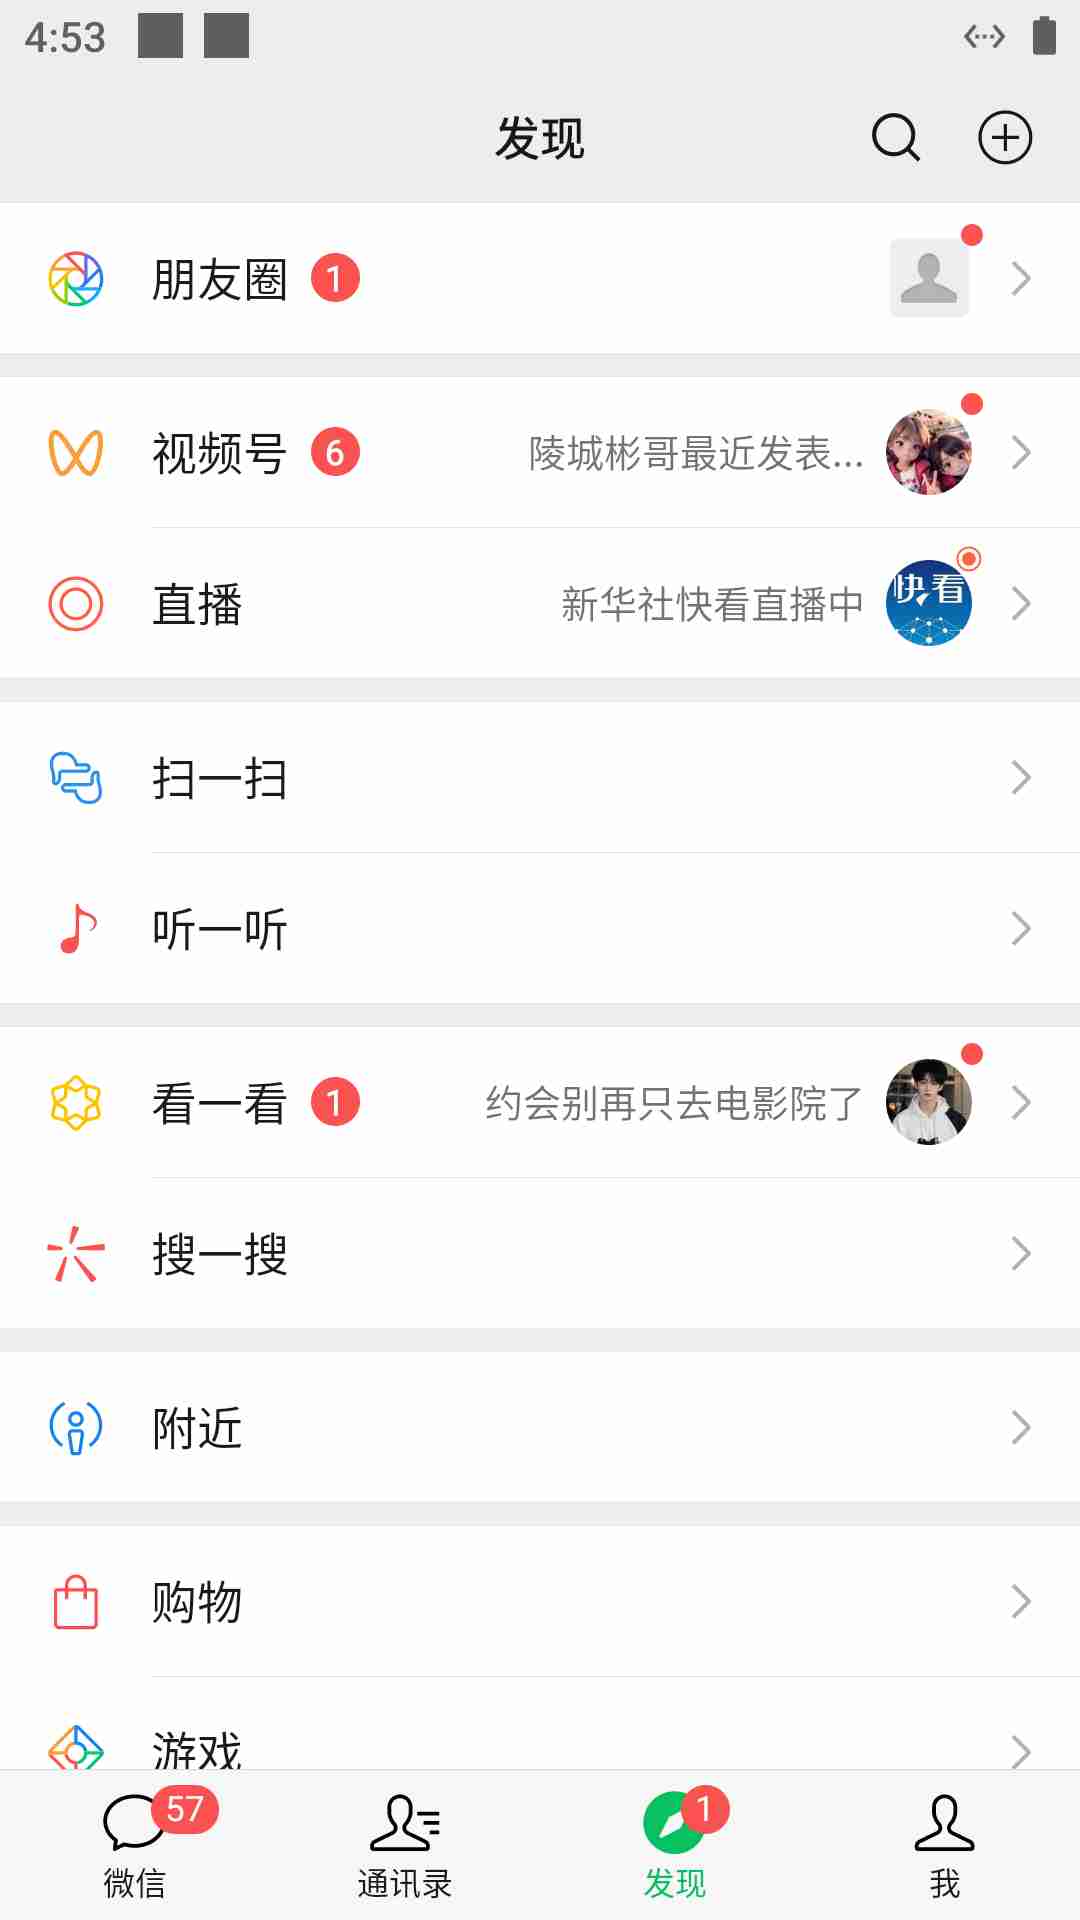 4:53
发现
朋友圈 1
视频号 6 陵城彬哥最近发表...
直播 新华社快看直播中
快看
扫一扫
听一听
看一看 1 约会别再只去电影院了
搜一搜
附近
购物
游戏
57 1
微信 通讯录 发现 我